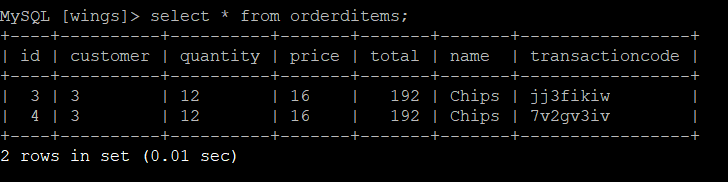 MySQL [wings]> select * from orderditems;
+----+----------+----------+-------+-------+-------+-----------------+
| id | customer | quantity | price | total | name  | transactioncode |
+----+----------+----------+-------+-------+-------+-----------------+
|  3 | 3        | 12       | 16    |   192 | Chips | jj3fikiw        |
|  4 | 3        | 12       | 16    |   192 | Chips | 7v2gv3iv        |
+----+----------+----------+-------+-------+-------+-----------------+
2 rows in set (0.01 sec)